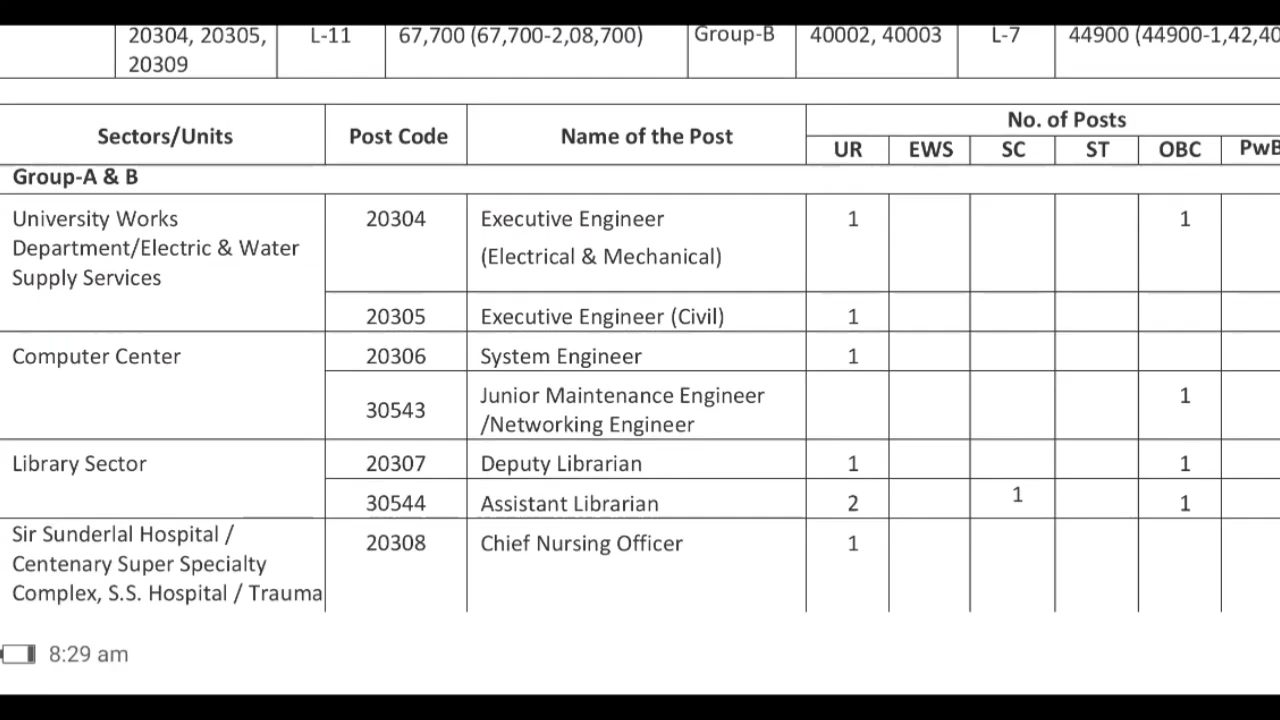 20304, 20305, L-11 67,700 (67,700-2,08,700) Group-B 40002, 40003 L-7 44900 (44900-1,42,40
20309
Sectors/Units Post Code Name of the Post No. of Posts
UR EWS SC ST OBC PwB
Group-A & B
University Works 20304 Executive Engineer 1 1
Department/Electric & Water (Electrical & Mechanical)
Supply Services
20305 Executive Engineer (Civil) 1
Computer Center 20306 System Engineer 1
30543 Junior Maintenance Engineer 1
/Networking Engineer
Library Sector 20307 Deputy Librarian 1 1
30544 Assistant Librarian 2 1 1
Sir Sunderlal Hospital / 20308 Chief Nursing Officer 1
Centenary Super Specialty
Complex, S.S. Hospital / Trauma
8:29 am